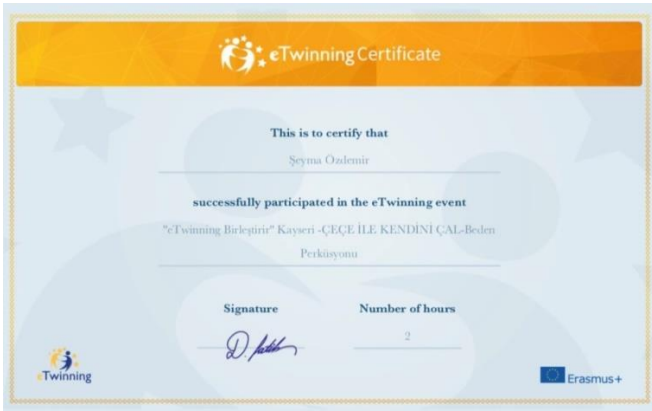 eTwinning Certificate
This is to certify that
Şeyma Özdemir
successfully participated in the eTwinning event
"eTwinning Birleştirir" Kayseri -ÇEÇE İLE KENDİNİ ÇAL-Beden
Perküsyonu
Signature
Number of hours
D.
2
eTwinning
Erasmus+